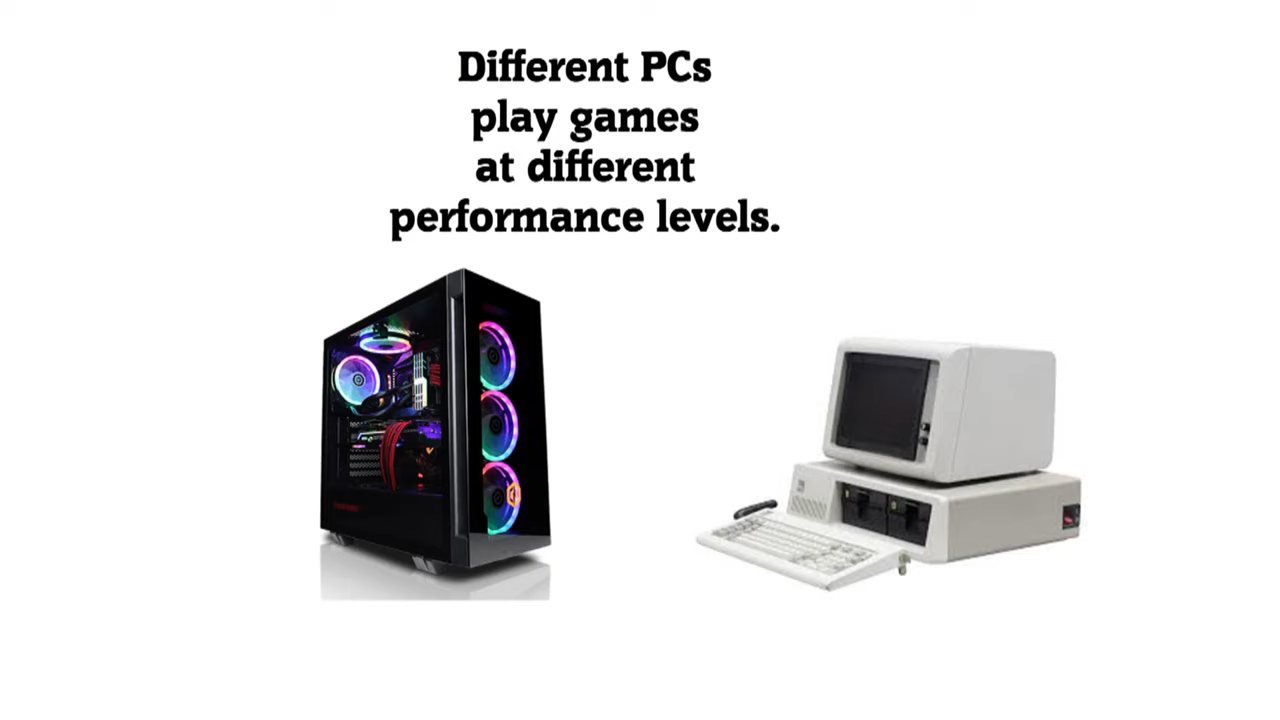 Different PCs
play games
at different
performance levels.